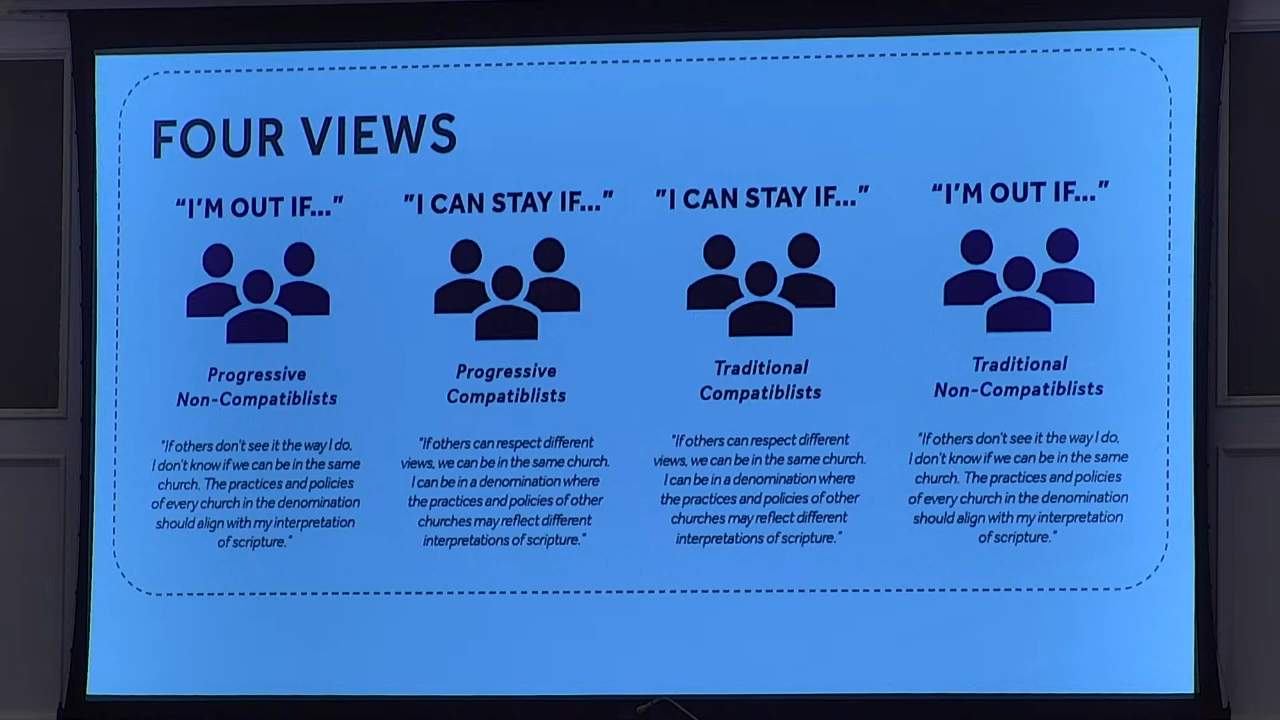 FOUR VIEWS
“I’M OUT IF...”
Progressive
Non-Compatiblists
"If others don't see it the way I do,
I don't know if we can be in the same
church. The practices and policies
of every church in the denomination
should align with my interpretation
of scripture."
"I CAN STAY IF..."
Progressive
Compatiblists
"If others can respect different
views, we can be in the same church.
I can be in a denomination where
the practices and policies of other
churches may reflect different
interpretations of scripture."
"I CAN STAY IF..."
Traditional
Compatiblists
"If others can respect different
views, we can be in the same church.
I can be in a denomination where
the practices and policies of other
churches may reflect different
interpretations of scripture."
“I’M OUT IF...”
Traditional
Non-Compatiblists
"If others don't see it the way I do,
I don't know if we can be in the same
church. The practices and policies
of every church in the denomination
should align with my interpretation
of scripture."